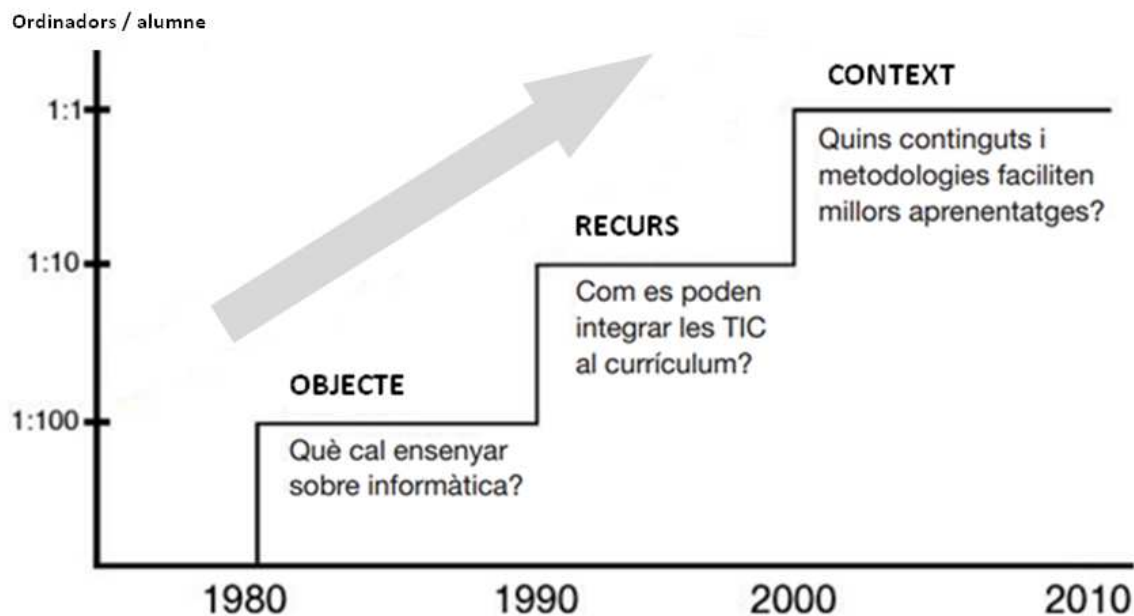 Ordinadors / alumne
1:1
CONTEXT
Quins continguts i
metodologies faciliten
millors aprenentatges?
1:10
RECURS
Com es poden
integrar les TIC
al currículum?
1:100
OBJECTE
Què cal ensenyar
sobre informàtica?
1980 1990 2000 2010